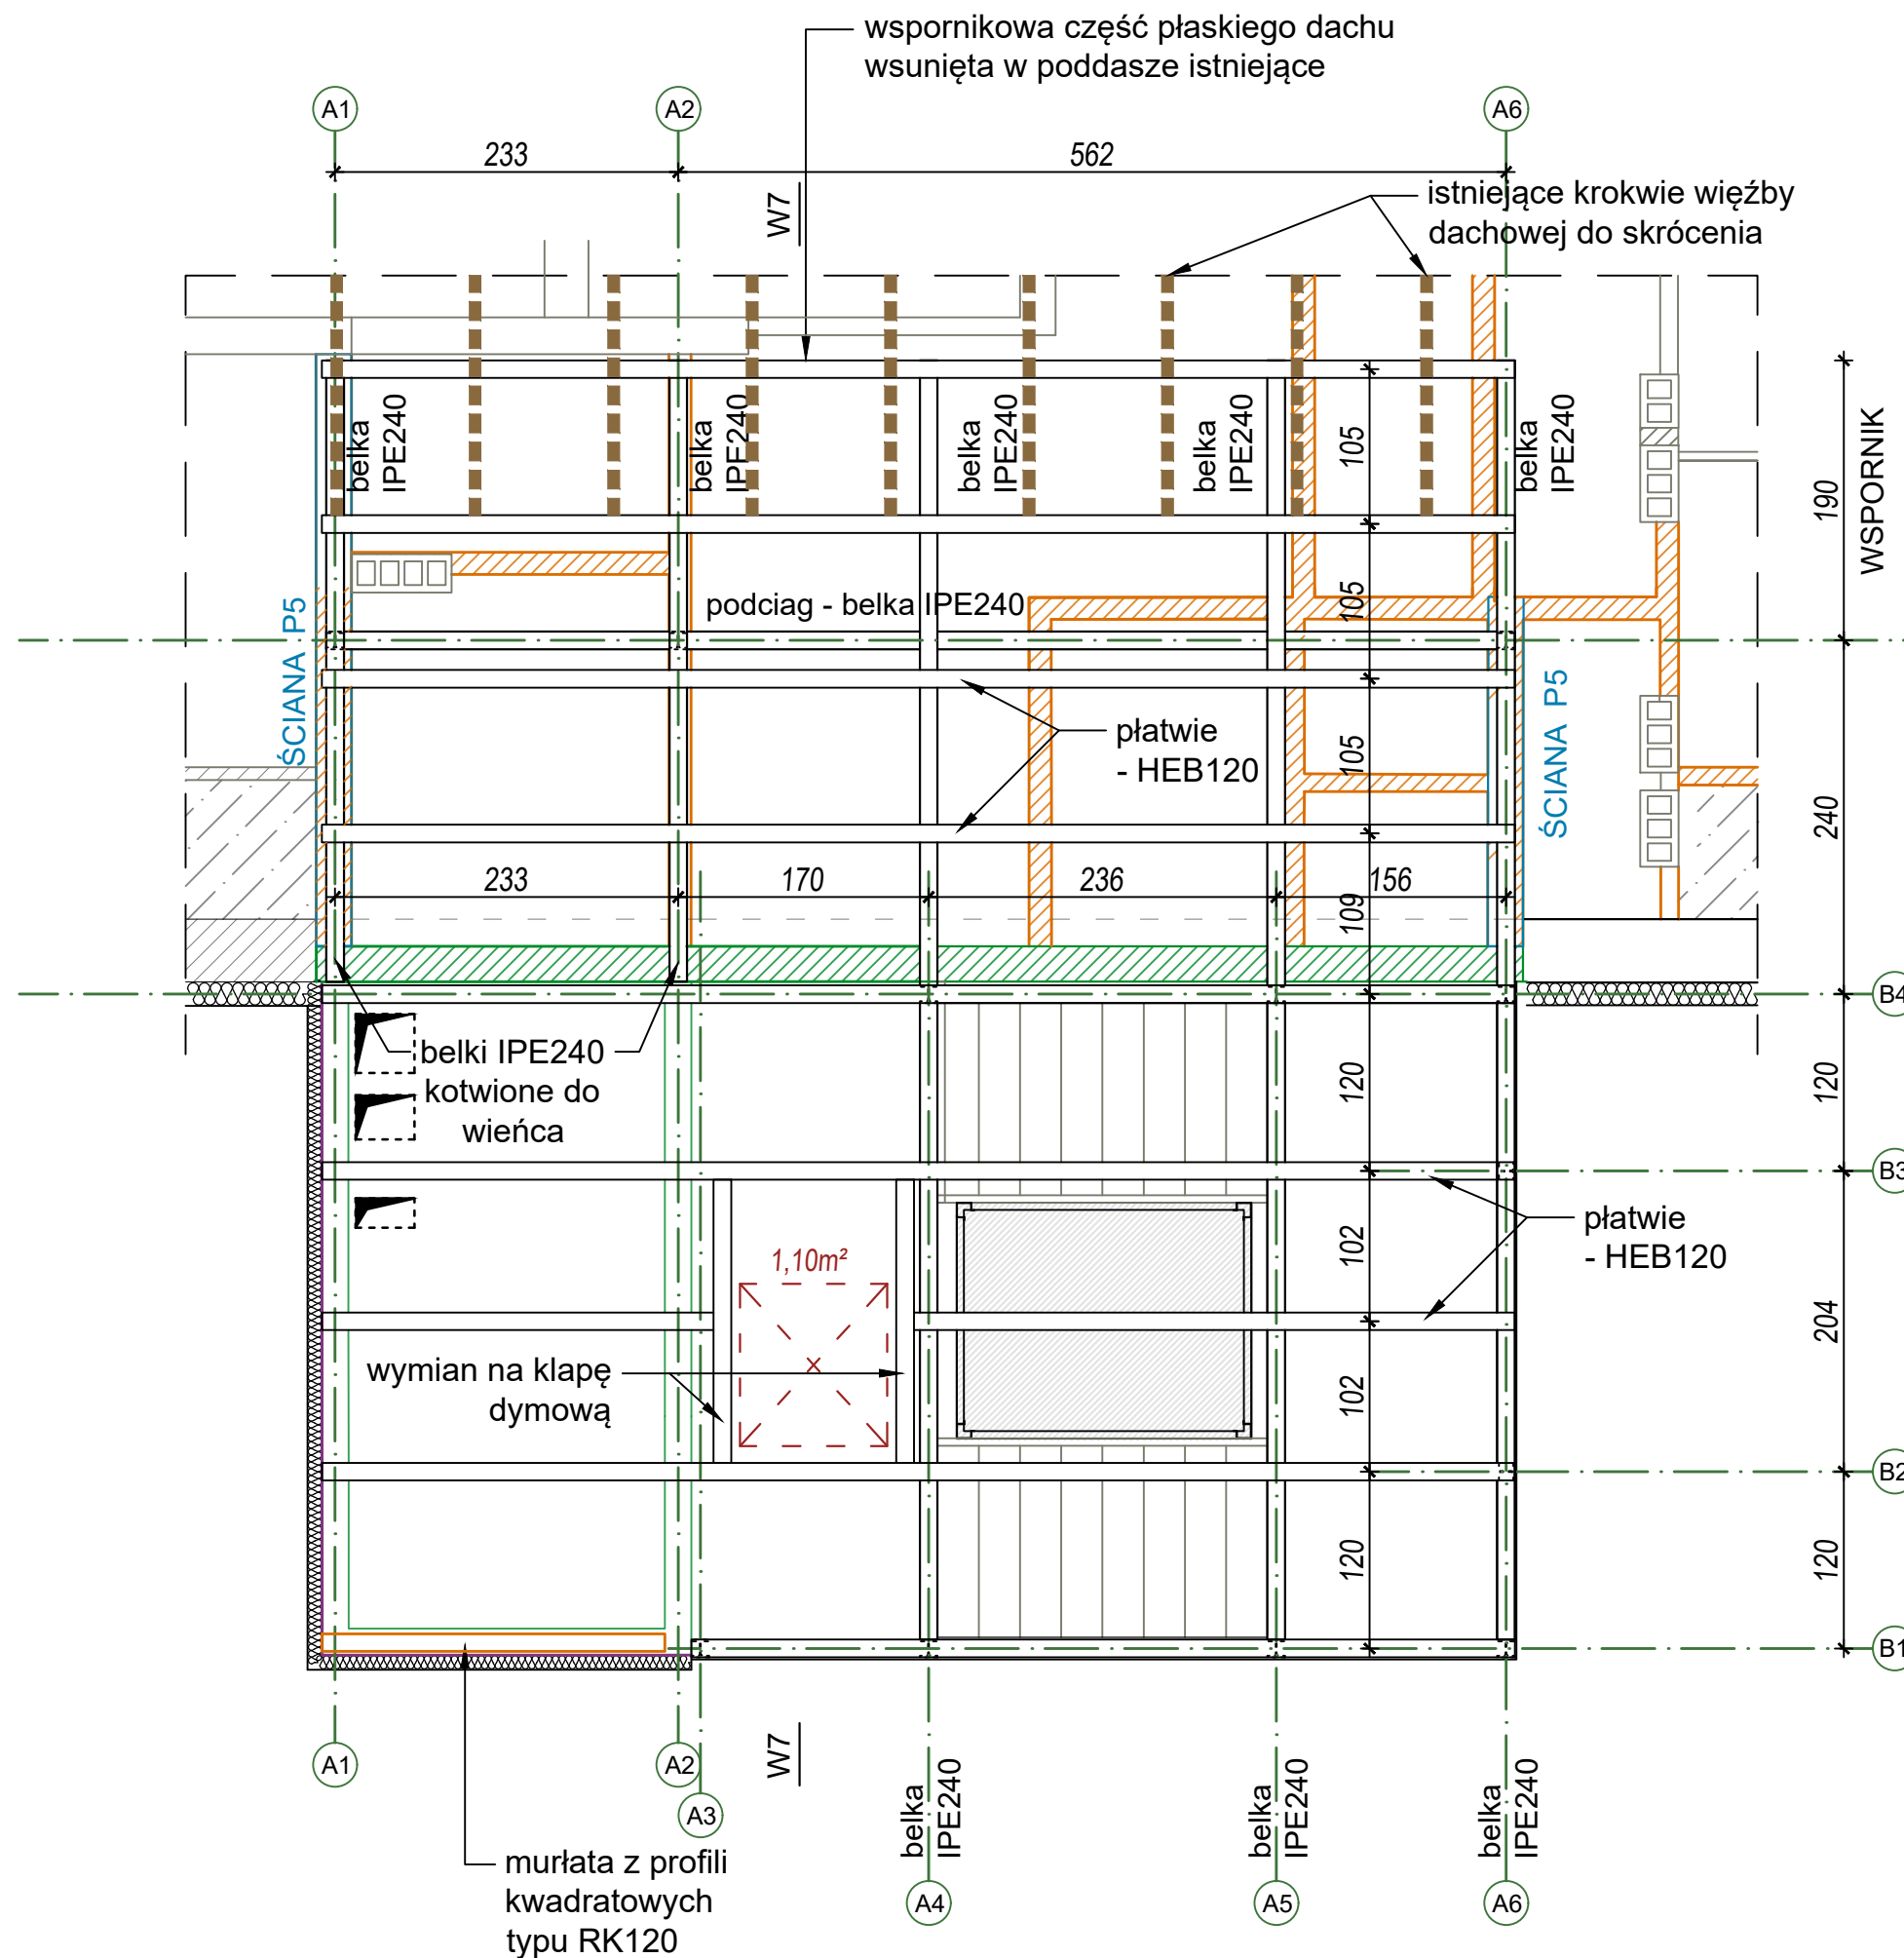 wspornikowa część płaskiego dachu
wsunięta w poddasze istniejące
A1
A2
A6
233
562
W7
istniejące krokwie więźby
dachowej do skrócenia
belka
IPE240
belka
IPE240
belka
IPE240
belka
IPE240
belka
IPE240
105
190
WSPORNIK
podciag - belka IPE240
105
ŚCIANA P5
ŚCIANA P5
płatwie
- HEB120
105
240
233
170
236
156
109
B4
belki IPE240
kotwione do
wieńca
120
120
B3
płatwie
- HEB120
1,10m²
102
204
wymian na klapę
dymową
102
B2
120
120
B1
A1
A2
W7
A3
belka
IPE240
belka
IPE240
belka
IPE240
murłata z profili
kwadratowych
typu RK120
A4
A5
A6